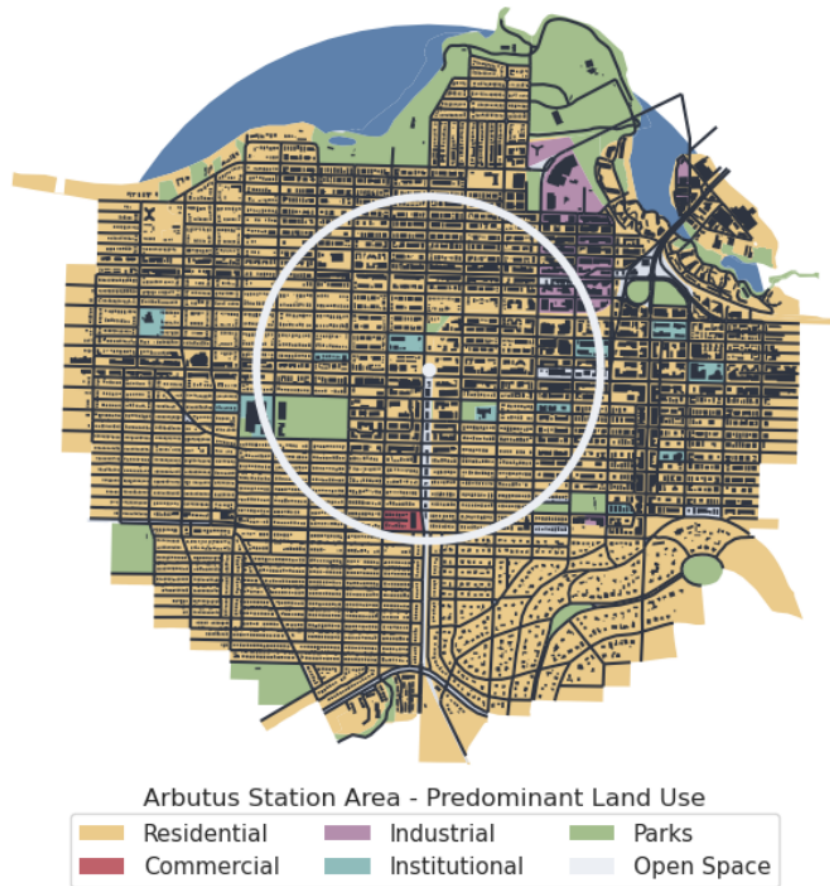 Arbutus Station Area - Predominant Land Use
Residential
Industrial
Parks
Commercial
Institutional
Open Space